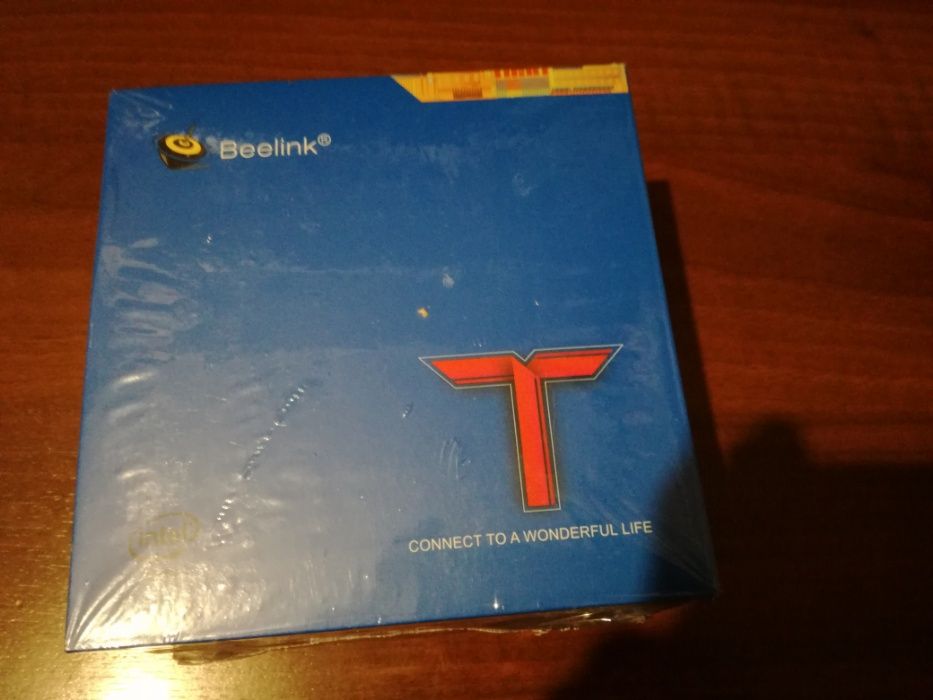 Beelink®
T
CONNECT TO A WONDERFUL LIFE
intel